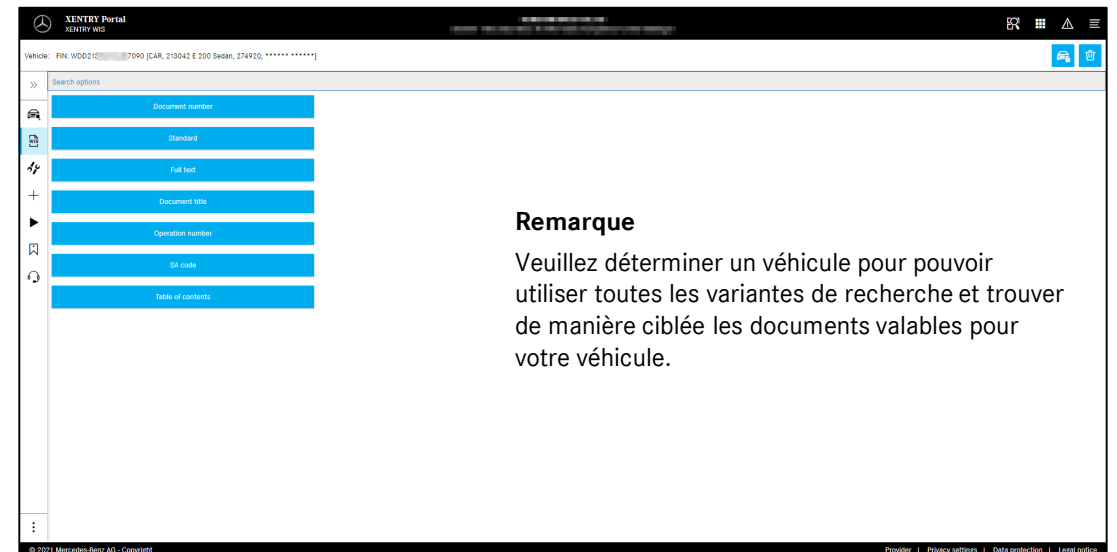 XENTRY Portal
XENTRY WIS
Vehicle: FIN: WDD213 7090 [CAR, 213042 E 200 Sedan, 274920, ****** ******]
Search options
Document number
Standard
WIS
Full text
Document title
Operation number
SA code
Table of contents
Remarque
Veuillez déterminer un véhicule pour pouvoir
utiliser toutes les variantes de recherche et trouver
de manière ciblée les documents valables pour
votre véhicule.
© 2021 Mercedes-Benz AG - Copyright
Provider | Privacy settings | Data protection | Legal notice